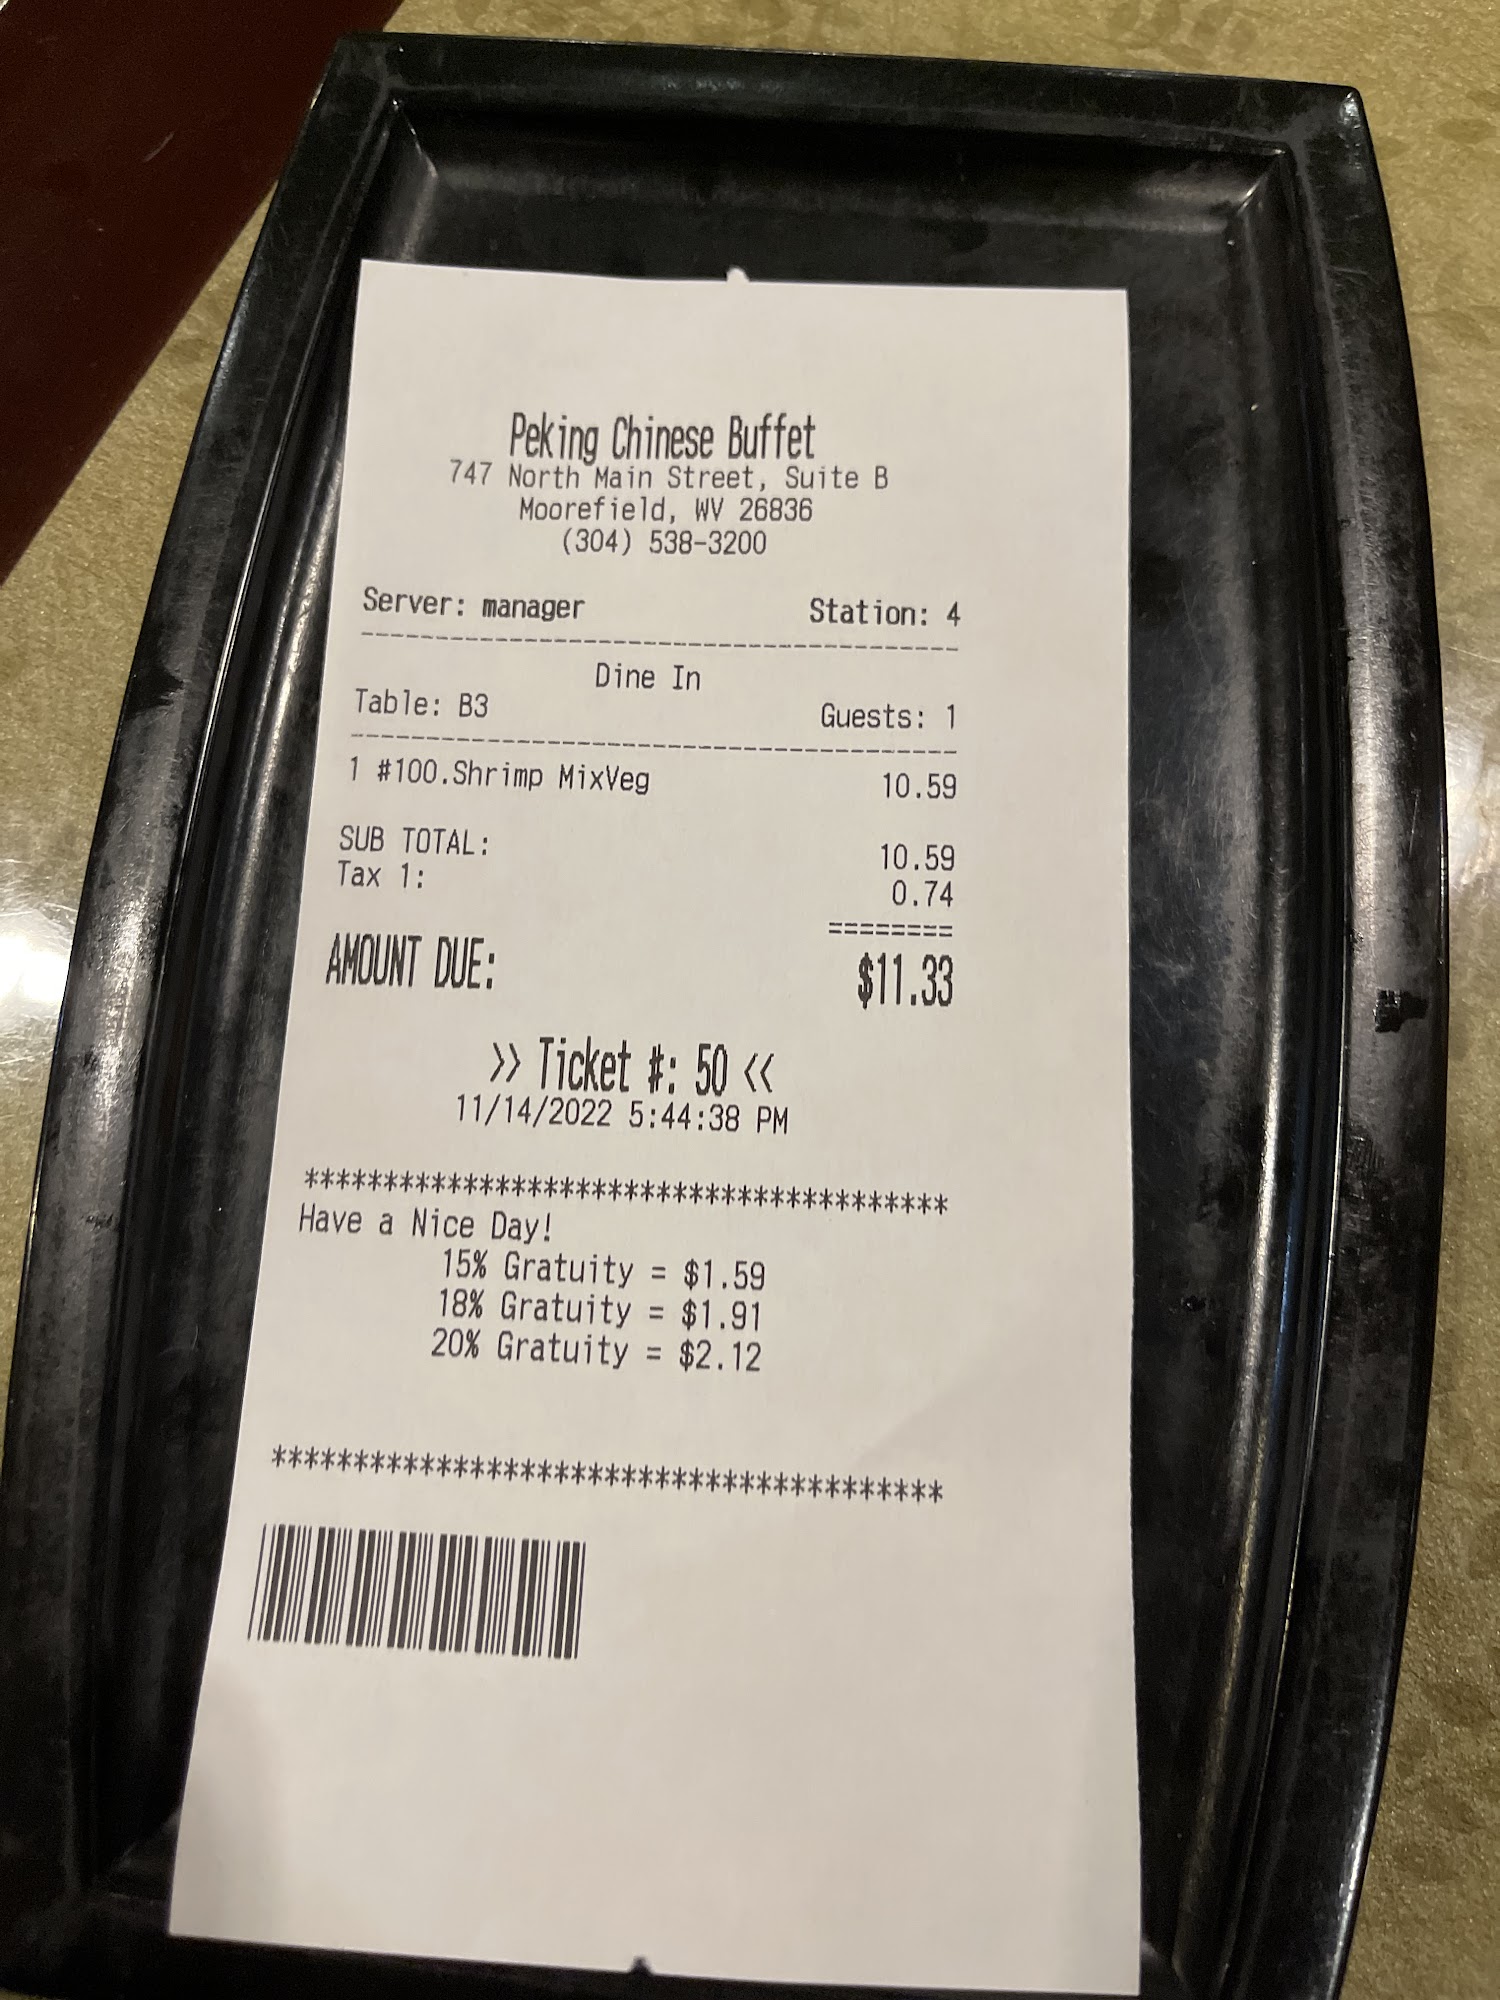 Peking Chinese Buffet
747 North Main Street, Suite B
Moorefield, WV 26836
(304) 538-3200
Server: manager Station: 4
----------------------------------------
Dine In
Table: B3 Guests: 1
----------------------------------------
1 #100.Shrimp MixVeg 10.59
SUB TOTAL: 10.59
Tax 1: 0.74
========
AMOUNT DUE: $11.33
>> Ticket #: 50 <<
11/14/2022 5:44:38 PM
****************************************
Have a Nice Day!
15% Gratuity = $1.59
18% Gratuity = $1.91
20% Gratuity = $2.12
****************************************